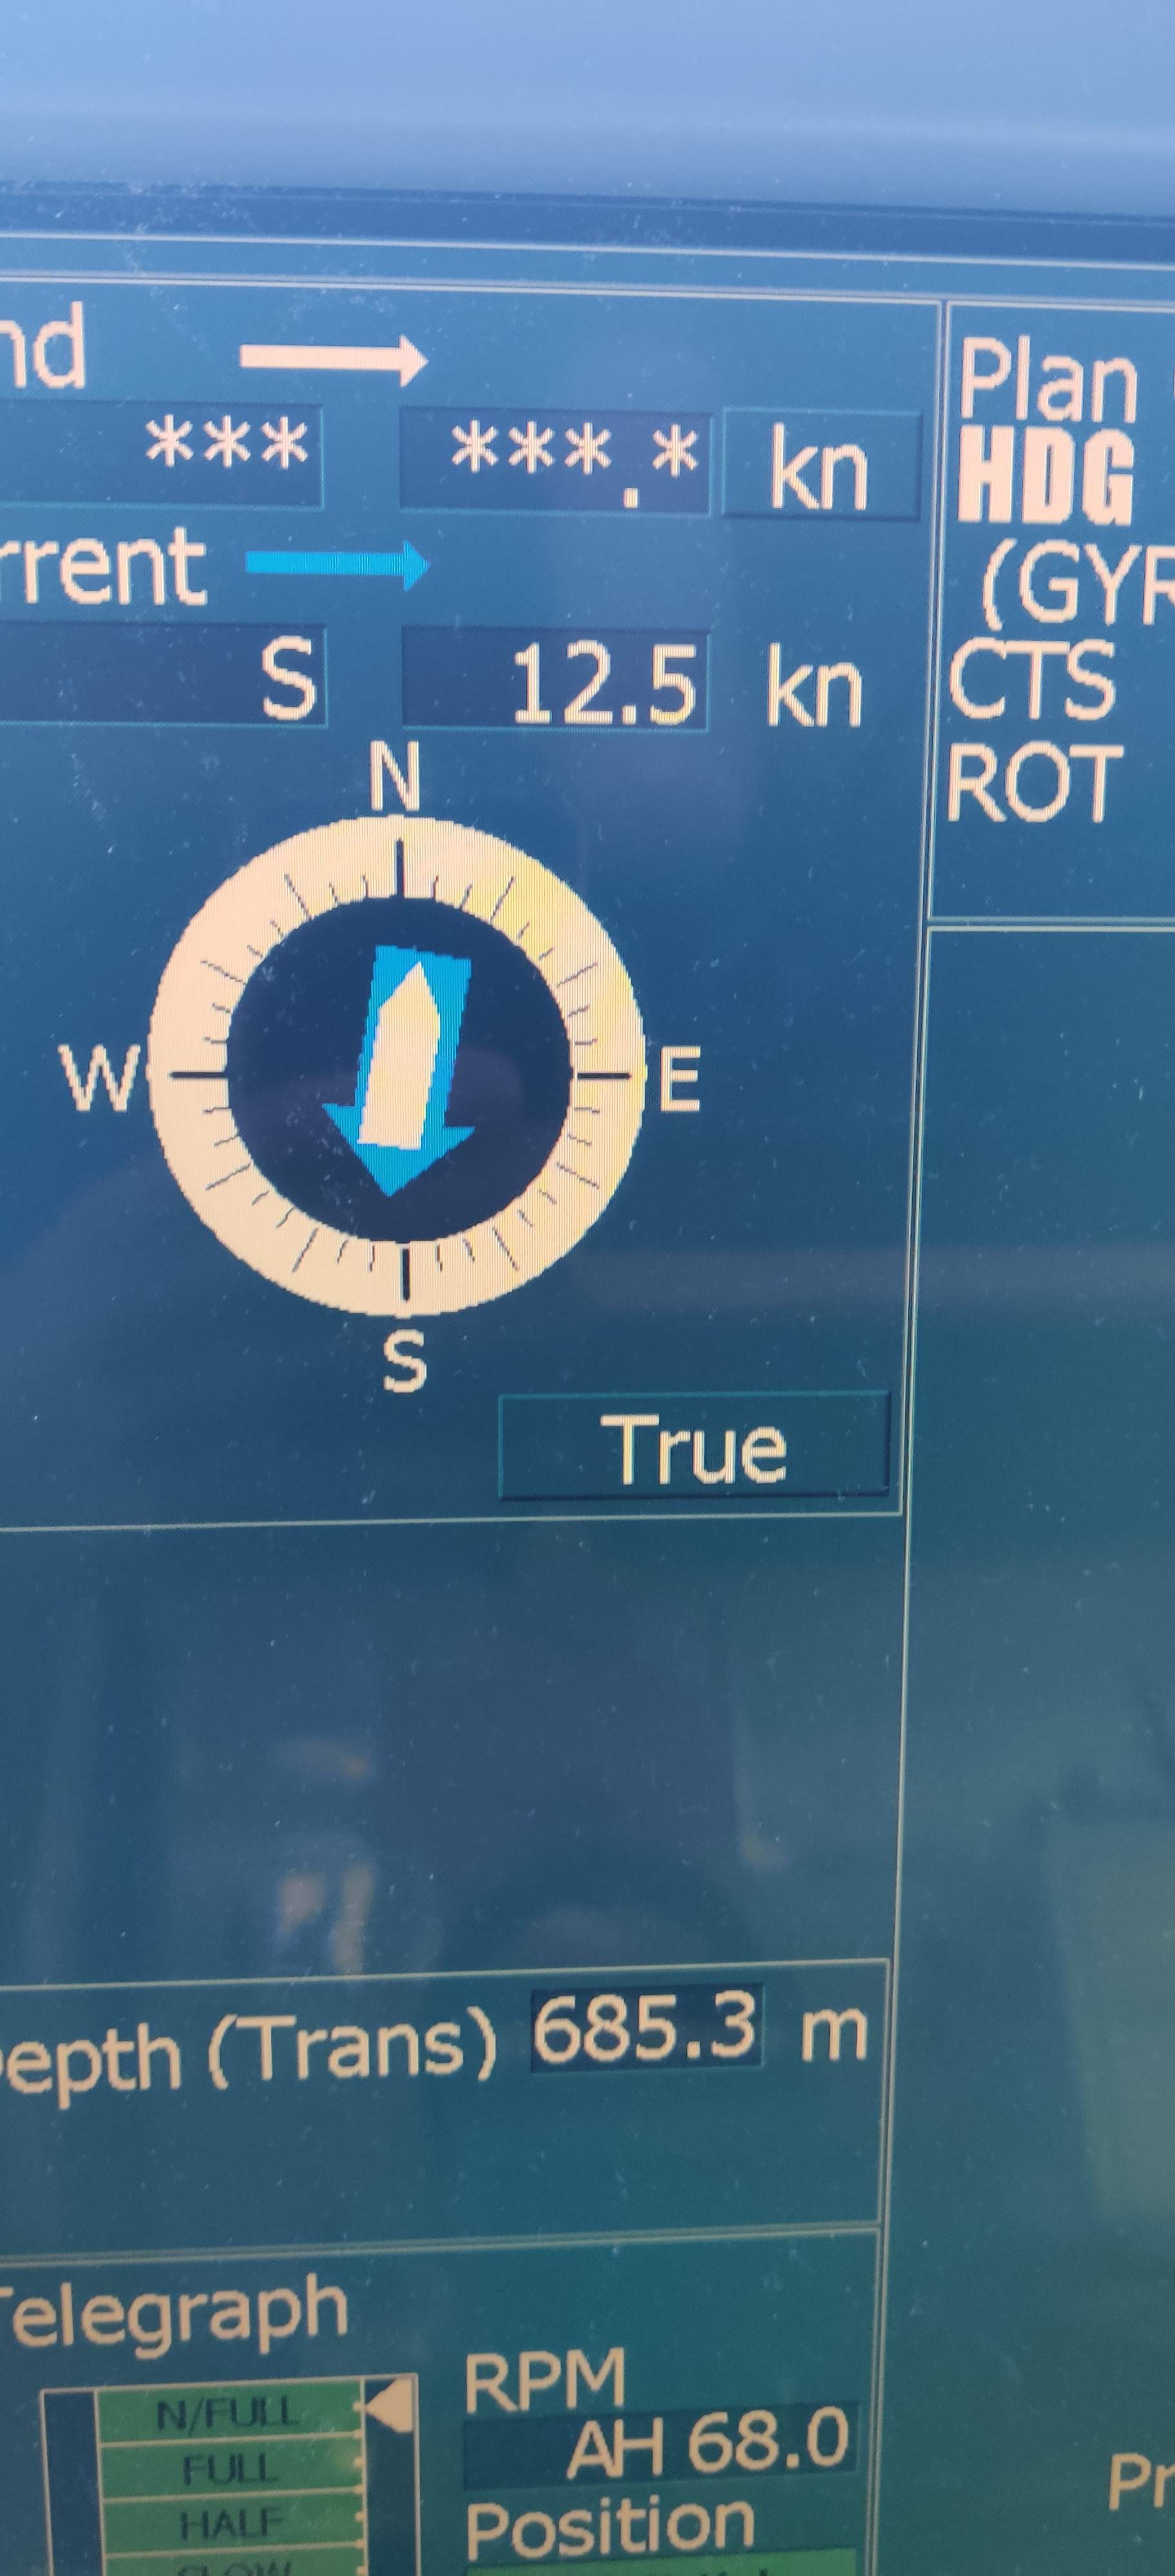 nd
Plan
*** ***.* kn
HDG
(GYR
rrent
CTS
S 12.5 kn
ROT
N
W E
S
True
epth (Trans) 685.3 m
Telegraph
RPM
N/FULL
AH 68.0
FULL
HALF
Position
Pr
SLOW